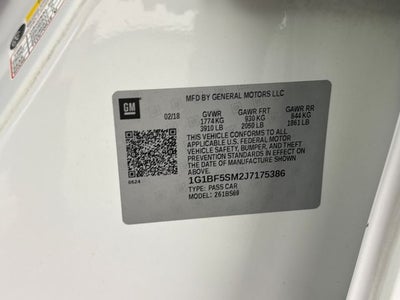 MFD BY GENERAL MOTORS LLC
GM
02/18
GVWR GAWR FRT GAWR RR
1774 KG 930 KG 844 KG
3910 LB 2050 LB 1861 LB
THIS VEHICLE CONFORMS TO ALL
APPLICABLE U.S. FEDERAL MOTOR
VEHICLE SAFETY, BUMPER, AND THEFT
PREVENTION STANDARDS IN EFFECT ON
THE DATE OF MANUFACTURE SHOWN
ABOVE.
1G1BF5SM2J7175386
TYPE: PASS CAR
MODEL: 261BS69